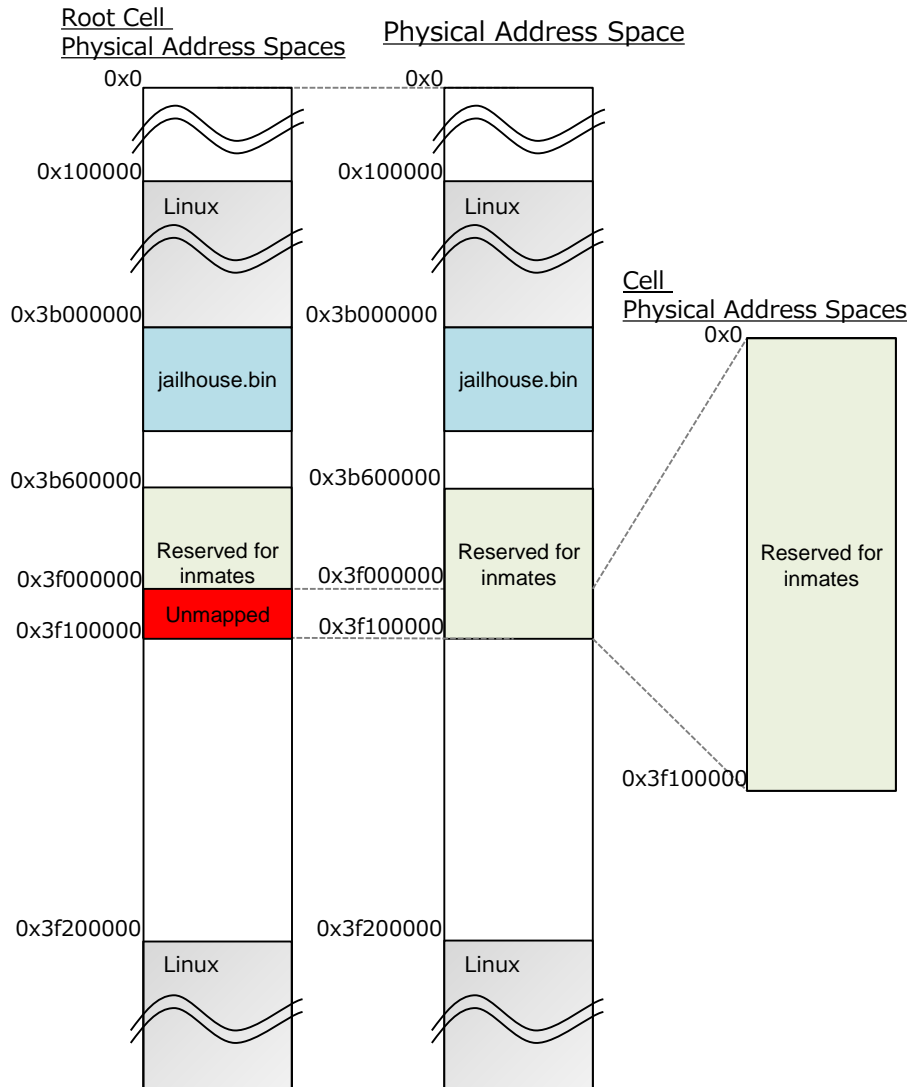 Root Cell
Physical Address Spaces
Physical Address Space
0x0
0x0
0x100000
0x100000
Linux
Linux
Cell
Physical Address Spaces
0x3b000000
0x3b000000
0x0
jailhouse.bin
jailhouse.bin
0x3b600000
0x3b600000
Reserved for
inmates
Reserved for
inmates
Reserved for
inmates
0x3f000000
0x3f000000
Unmapped
0x3f100000
0x3f100000
0x3f100000
0x3f200000
0x3f200000
Linux
Linux